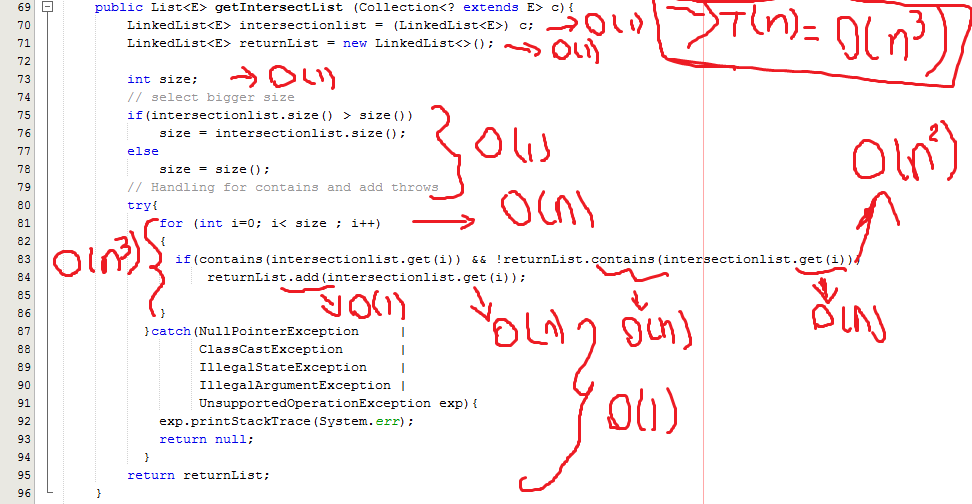 69 public List<E> getIntersectList (Collection<? extends E> c){
70 LinkedList<E> intersectionlist = (LinkedList<E>) c; → O(1)
71 LinkedList<E> returnList = new LinkedList<>(); → O(1)
→ T(n) = O(n³)
72
73 int size; → O(1)
74 // select bigger size
75 if(intersectionlist.size() > size())
76 size = intersectionlist.size();
O(1)
77 else
78 size = size();
O(n²)
79 // Handling for contains and add throws
80 try{
81 for (int i=0; i< size ; i++) → O(n)
82 {
O(n³)
83 if(contains(intersectionlist.get(i)) && !returnList.contains(intersectionlist.get(i))
84 returnList.add(intersectionlist.get(i));
85
O(1) O(n) O(n) O(n)
86 }
87 }catch(NullPointerException |
88 ClassCastException |
89 IllegalStateException |
90 IllegalArgumentException |
91 UnsupportedOperationException exp){
O(1)
92 exp.printStackTrace(System.err);
93 return null;
94 }
95 return returnList;
96 }